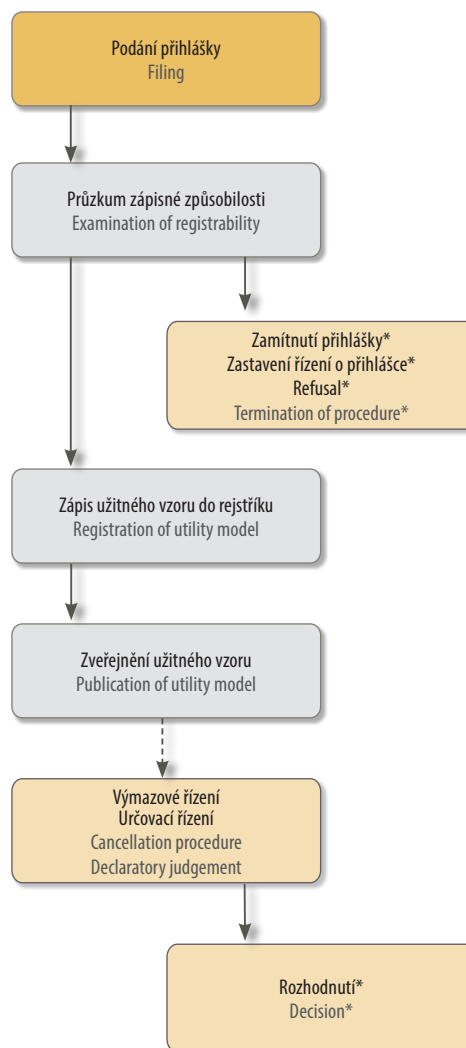 Podání přihlášky
Filing
Průzkum zápisné způsobilosti
Examination of registrability
Zamítnutí přihlášky*
Zastavení řízení o přihlášce*
Refusal*
Termination of procedure*
Zápis užitného vzoru do rejstříku
Registration of utility model
Zveřejnění užitného vzoru
Publication of utility model
Výmazové řízení
Určovací řízení
Cancellation procedure
Declaratory judgement
Rozhodnutí*
Decision*